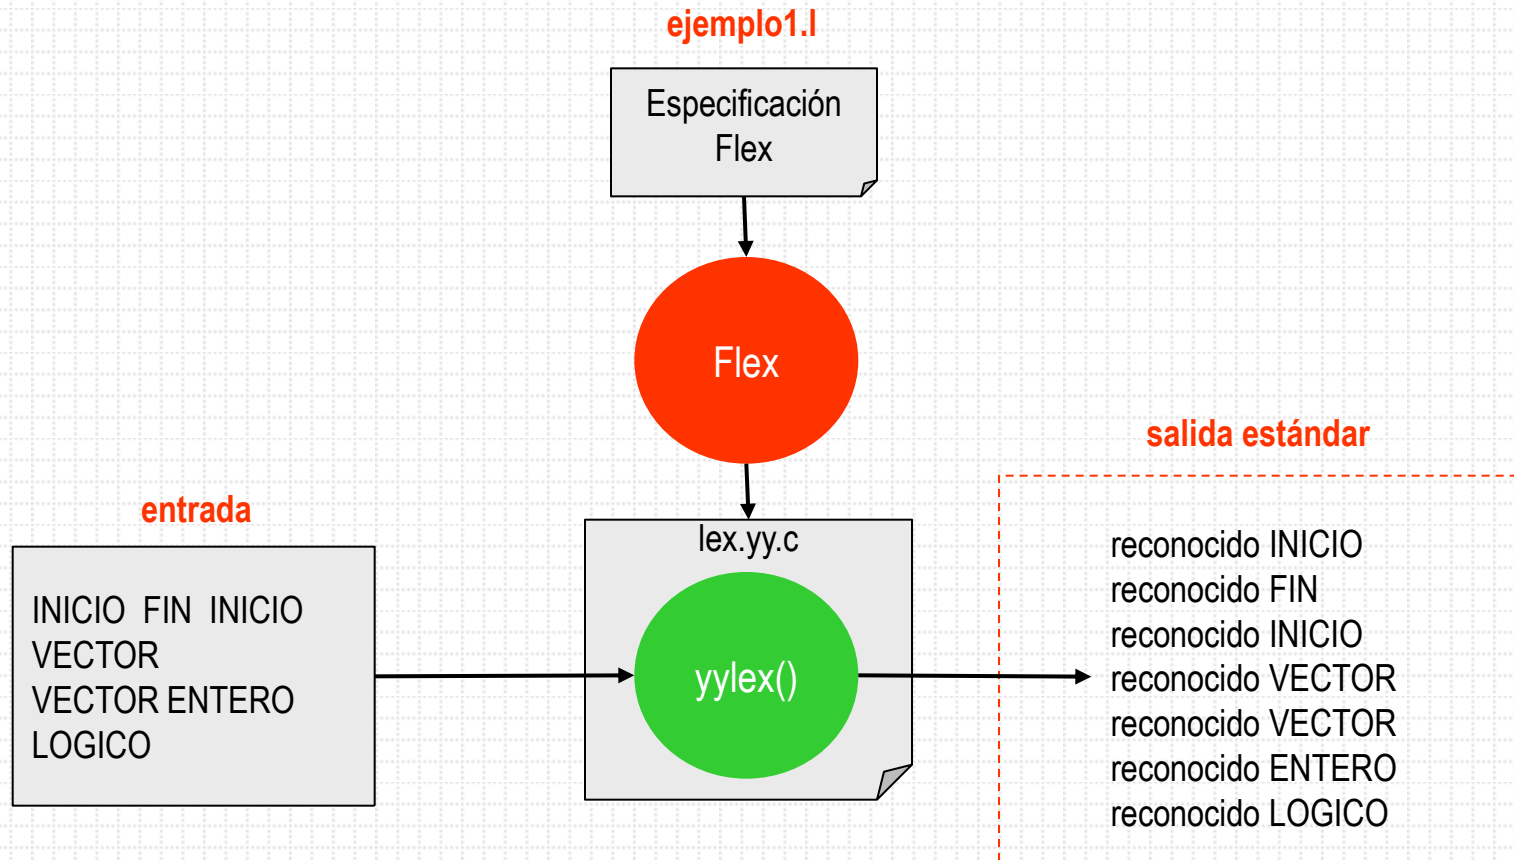 ejemplo1.l
Especificación
Flex
Flex
salida estándar
entrada
lex.yy.c
INICIO  FIN  INICIO
VECTOR
VECTOR ENTERO
LOGICO
yylex()
reconocido INICIO
reconocido FIN
reconocido INICIO
reconocido VECTOR
reconocido VECTOR
reconocido ENTERO
reconocido LOGICO